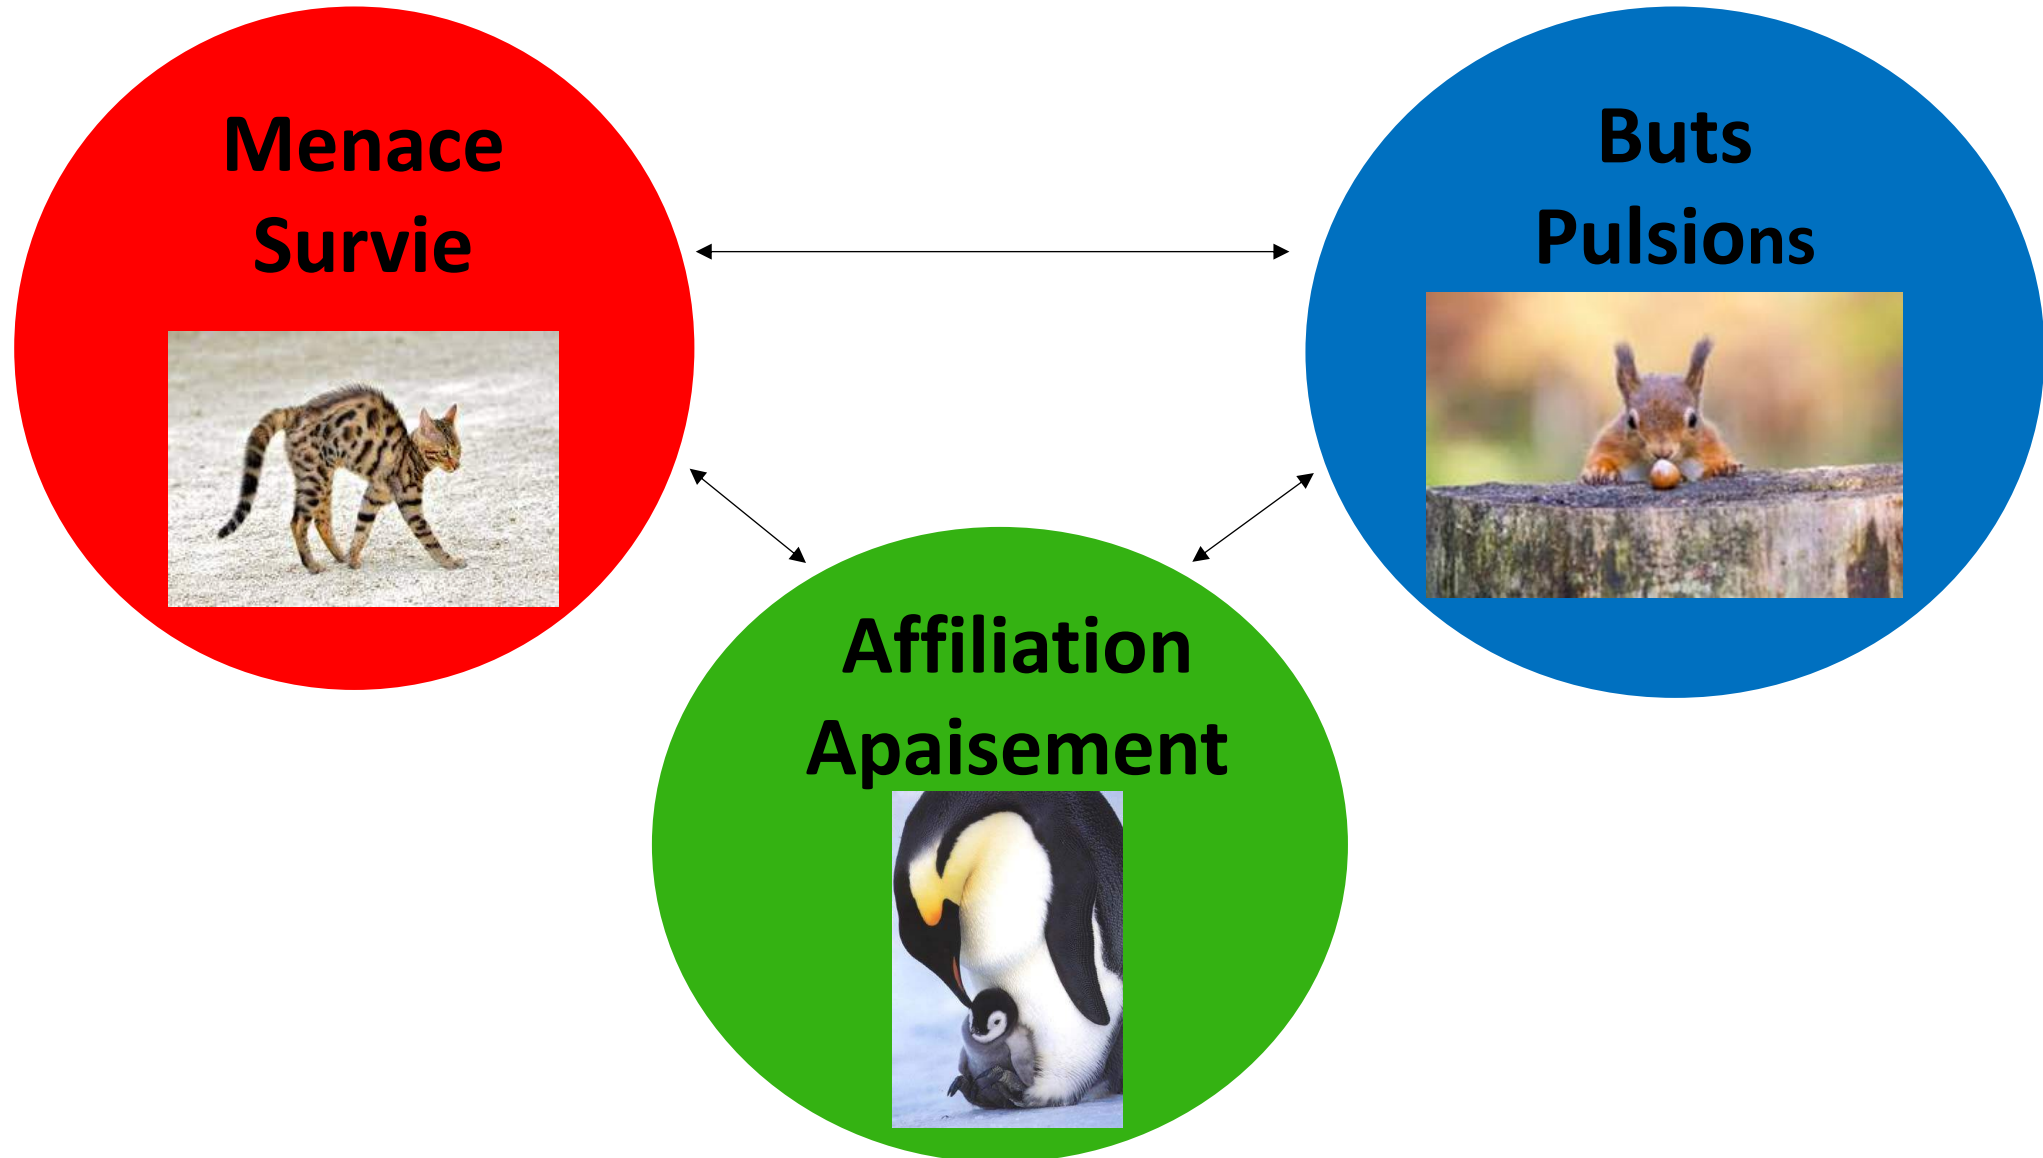 Menace
Survie
Buts
Pulsions
Affiliation
Apaisement